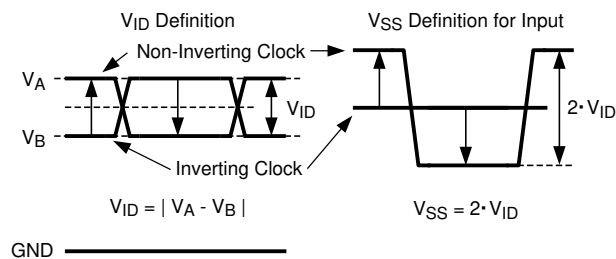 V_ID Definition
V_SS Definition for Input
Non-Inverting Clock
V_A
V_ID
2·V_ID
V_B
Inverting Clock
V_ID = | V_A - V_B |
V_SS = 2·V_ID
GND